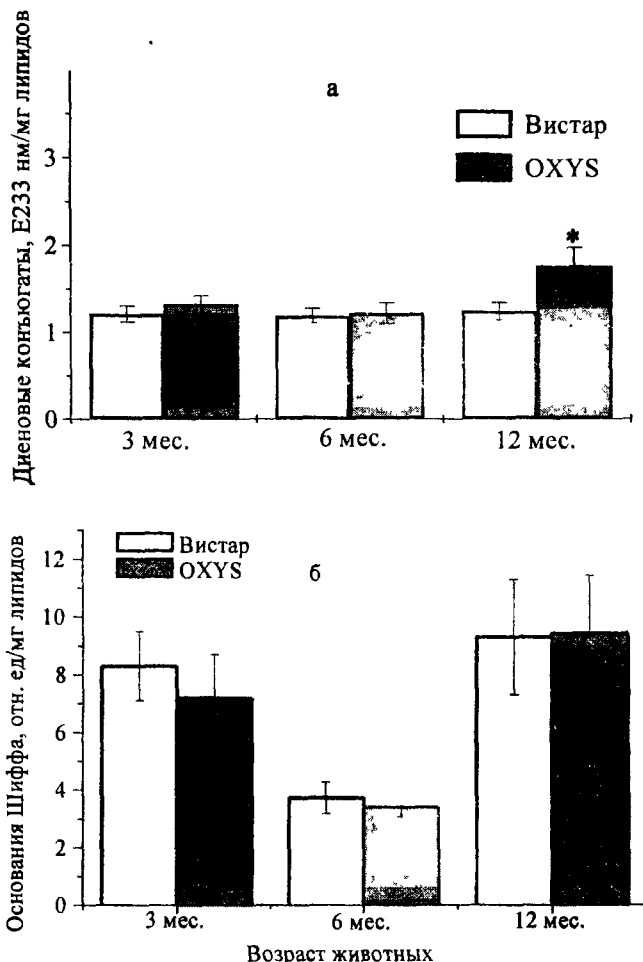 Диеновые конъюгаты, E233 нм/мг липидов
а
Вистар
OXYS
3
2
1
0
*
3 мес.
6 мес.
12 мес.
Основания Шиффа, отн. ед/мг липидов
Вистар
OXYS
б
12
10
8
6
4
2
0
3 мес.
6 мес.
12 мес.
Возраст животных